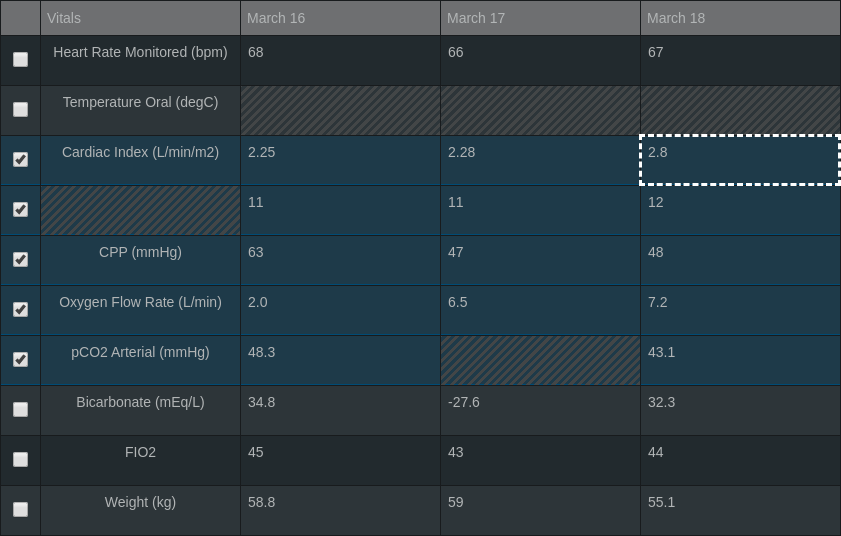 Vitals March 16 March 17 March 18
Heart Rate Monitored (bpm) 68 66 67
Temperature Oral (degC)
Cardiac Index (L/min/m2) 2.25 2.28 2.8
11 11 12
CPP (mmHg) 63 47 48
Oxygen Flow Rate (L/min) 2.0 6.5 7.2
pCO2 Arterial (mmHg) 48.3 43.1
Bicarbonate (mEq/L) 34.8 -27.6 32.3
FIO2 45 43 44
Weight (kg) 58.8 59 55.1